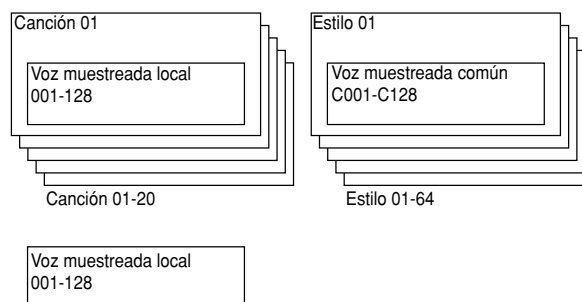 Canción 01
Voz muestreada local
001-128
Canción 01-20
Estilo 01
Voz muestreada común
C001-C128
Estilo 01-64
Voz muestreada local
001-128